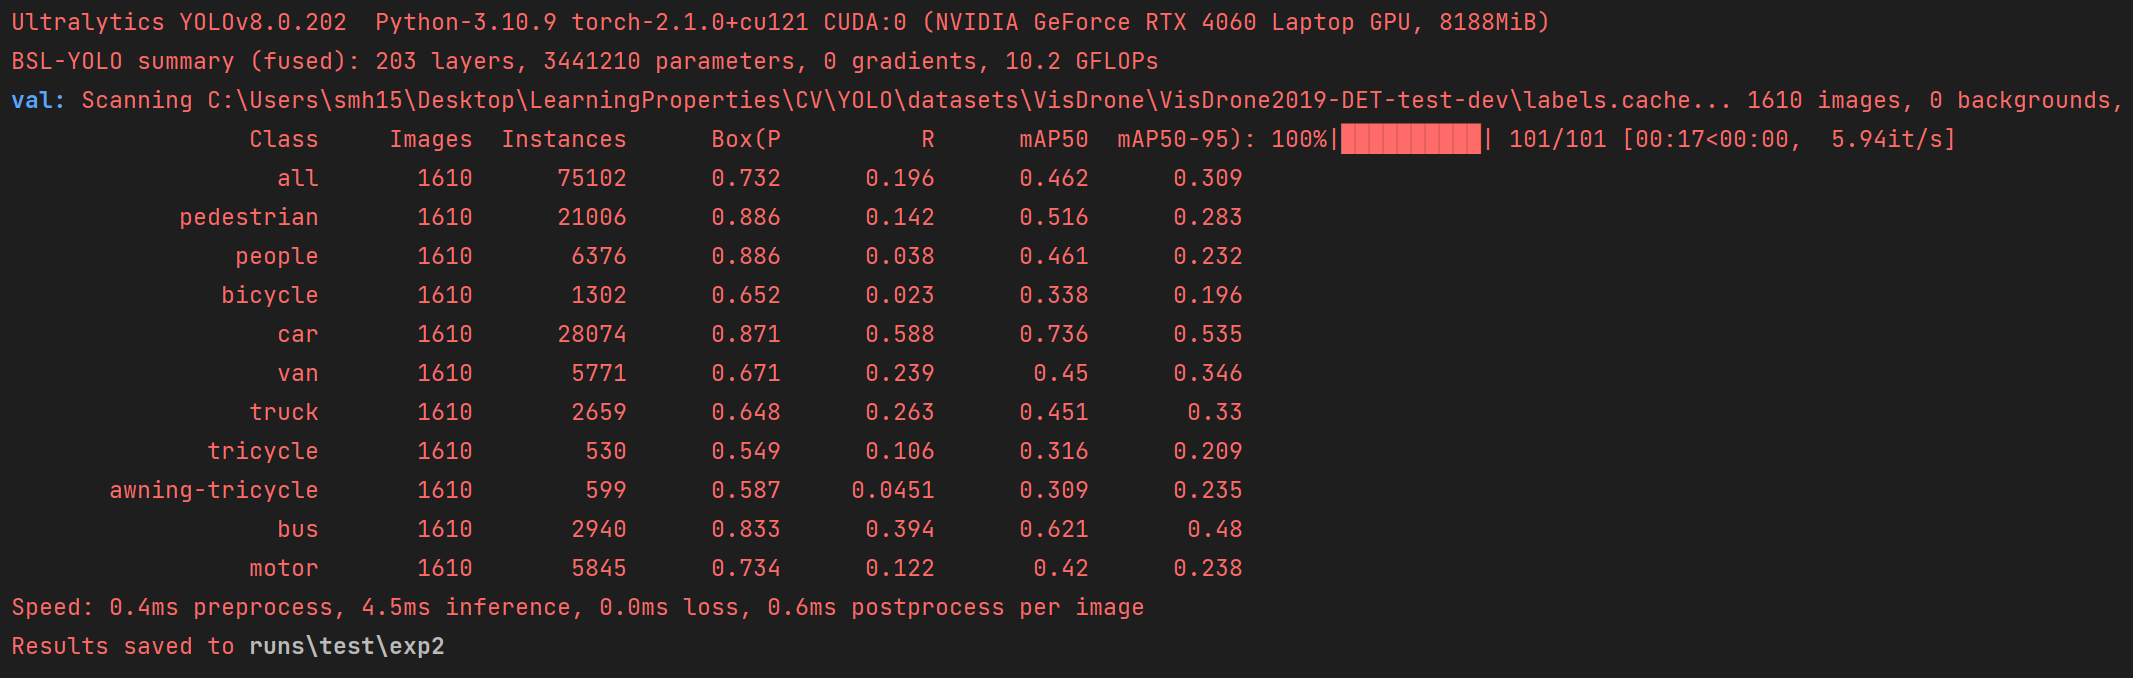 Ultralytics YOLOv8.0.202  Python-3.10.9 torch-2.1.0+cu121 CUDA:0 (NVIDIA GeForce RTX 4060 Laptop GPU, 8188MiB)
BSL-YOLO summary (fused): 203 layers, 3441210 parameters, 0 gradients, 10.2 GFLOPs
val: Scanning C:\Users\smh15\Desktop\LearningProperties\CV\YOLO\datasets\VisDrone\VisDrone2019-DET-test-dev\labels.cache... 1610 images, 0 backgrounds,
Class     Images  Instances      Box(P          R      mAP50  mAP50-95): 100%|██████████| 101/101 [00:17<00:00,  5.94it/s]
all       1610      75102      0.732      0.196      0.462      0.309
pedestrian       1610      21006      0.886      0.142      0.516      0.283
people       1610       6376      0.886      0.038      0.461      0.232
bicycle       1610       1302      0.652      0.023      0.338      0.196
car       1610      28074      0.871      0.588      0.736      0.535
van       1610       5771      0.671      0.239       0.45      0.346
truck       1610       2659      0.648      0.263      0.451       0.33
tricycle       1610        530      0.549      0.106      0.316      0.209
awning-tricycle       1610        599      0.587     0.0451      0.309      0.235
bus       1610       2940      0.833      0.394      0.621       0.48
motor       1610       5845      0.734      0.122       0.42      0.238
Speed: 0.4ms preprocess, 4.5ms inference, 0.0ms loss, 0.6ms postprocess per image
Results saved to runs\test\exp2